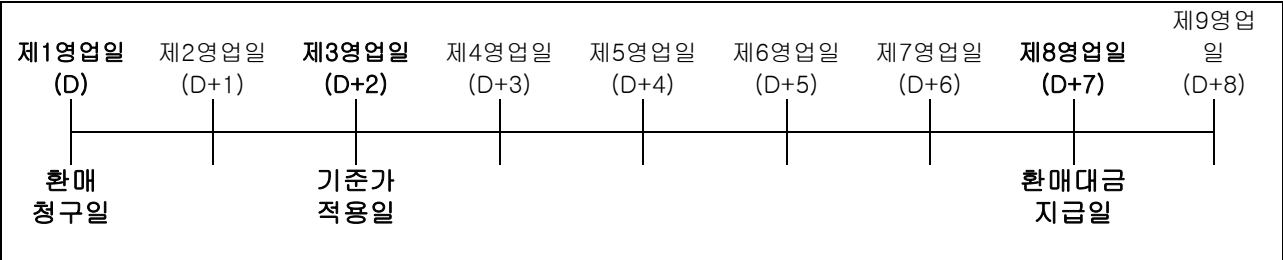 제1영업일
(D)
제2영업일
(D+1)
제3영업일
(D+2)
제4영업일
(D+3)
제5영업일
(D+4)
제6영업일
(D+5)
제7영업일
(D+6)
제8영업일
(D+7)
제9영업
일
(D+8)
환매
청구일
기준가
적용일
환매대금
지급일